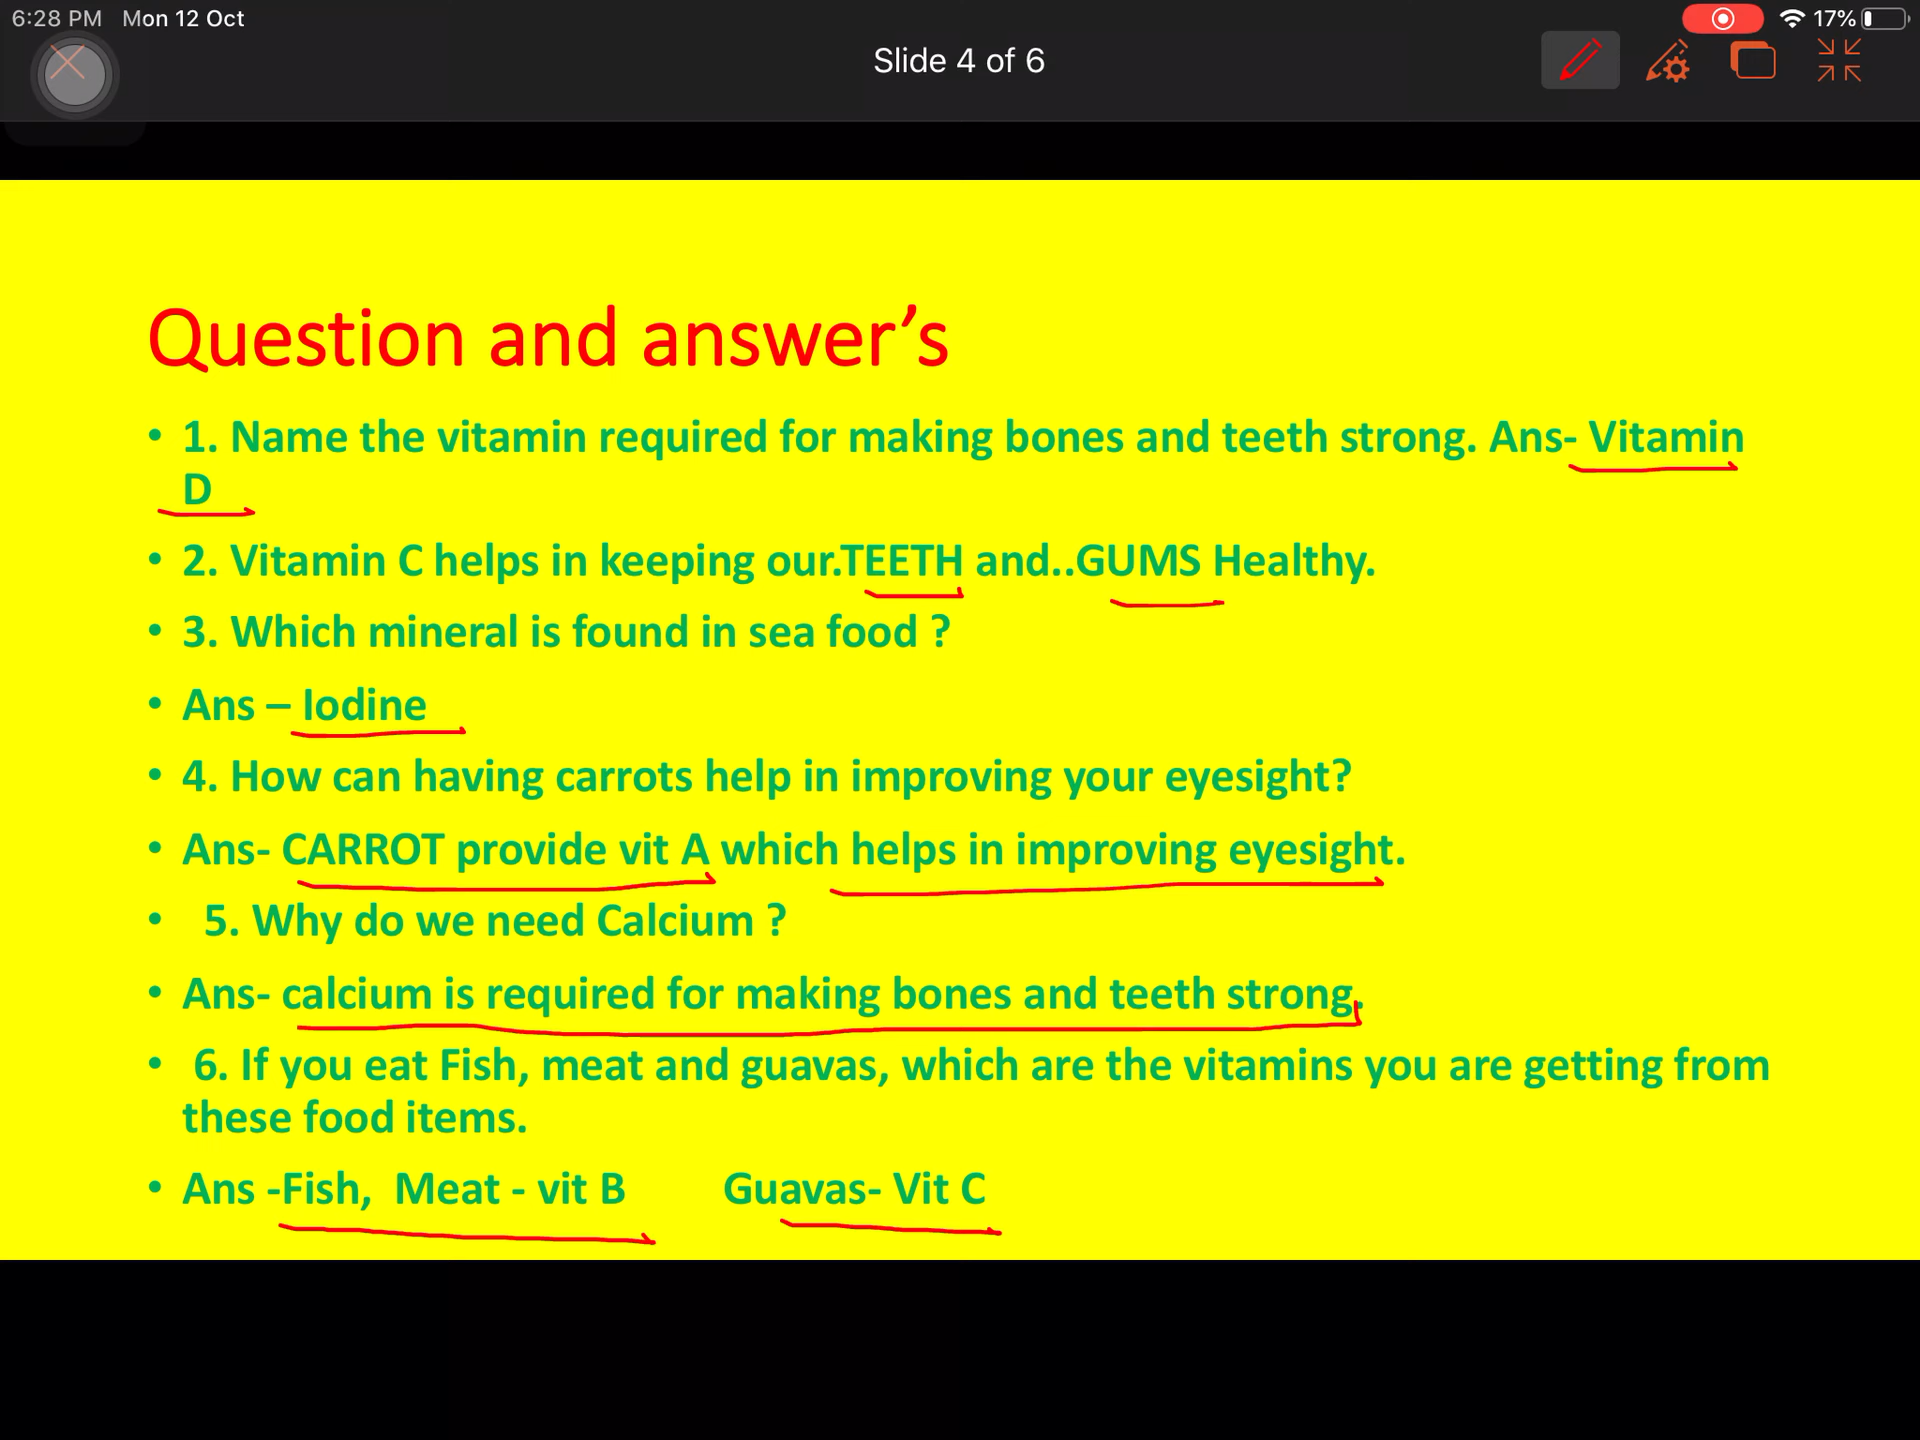 6:28 PM Mon 12 Oct
17%
Slide 4 of 6
Question and answer’s
• 1. Name the vitamin required for making bones and teeth strong. Ans- Vitamin
D
• 2. Vitamin C helps in keeping our.TEETH and..GUMS Healthy.
• 3. Which mineral is found in sea food ?
• Ans – Iodine
• 4. How can having carrots help in improving your eyesight?
• Ans- CARROT provide vit A which helps in improving eyesight.
• 5. Why do we need Calcium ?
• Ans- calcium is required for making bones and teeth strong.
• 6. If you eat Fish, meat and guavas, which are the vitamins you are getting from
these food items.
• Ans -Fish, Meat - vit B Guavas- Vit C